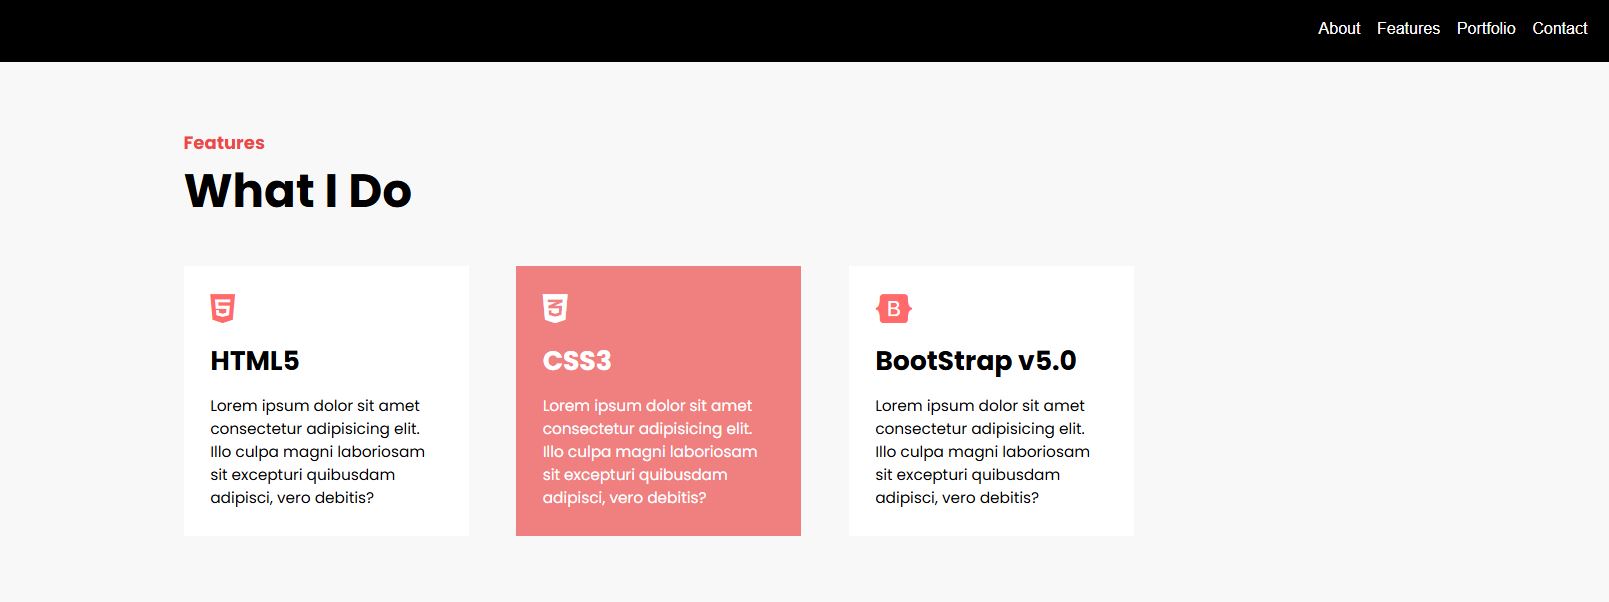 About Features Portfolio Contact
Features
What I Do
HTML5
Lorem ipsum dolor sit amet
consectetur adipisicing elit.
Illo culpa magni laboriosam
sit excepturi quibusdam
adipisci, vero debitis?
CSS3
Lorem ipsum dolor sit amet
consectetur adipisicing elit.
Illo culpa magni laboriosam
sit excepturi quibusdam
adipisci, vero debitis?
B
BootStrap v5.0
Lorem ipsum dolor sit amet
consectetur adipisicing elit.
Illo culpa magni laboriosam
sit excepturi quibusdam
adipisci, vero debitis?